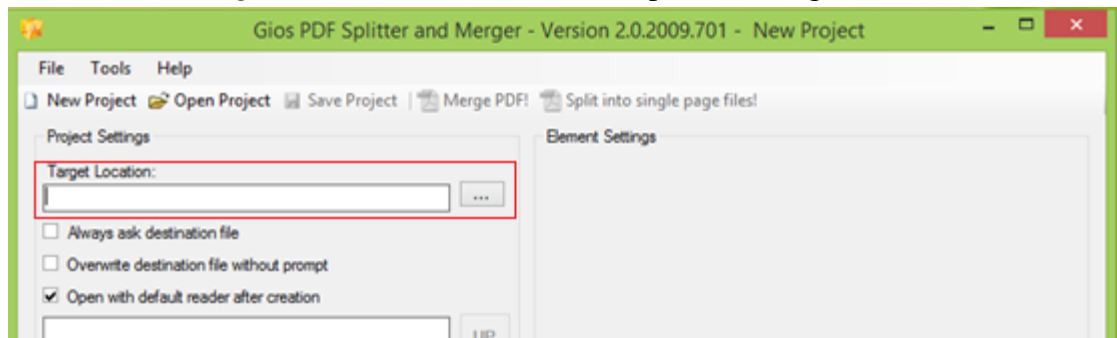 Gios PDF Splitter and Merger - Version 2.0.2009.701 - New Project
File Tools Help
New Project Open Project Save Project Merge PDF! Split into single page files!
Project Settings
Element Settings
Target Location:
...
Always ask destination file
Overwrite destination file without prompt
Open with default reader after creation
UP